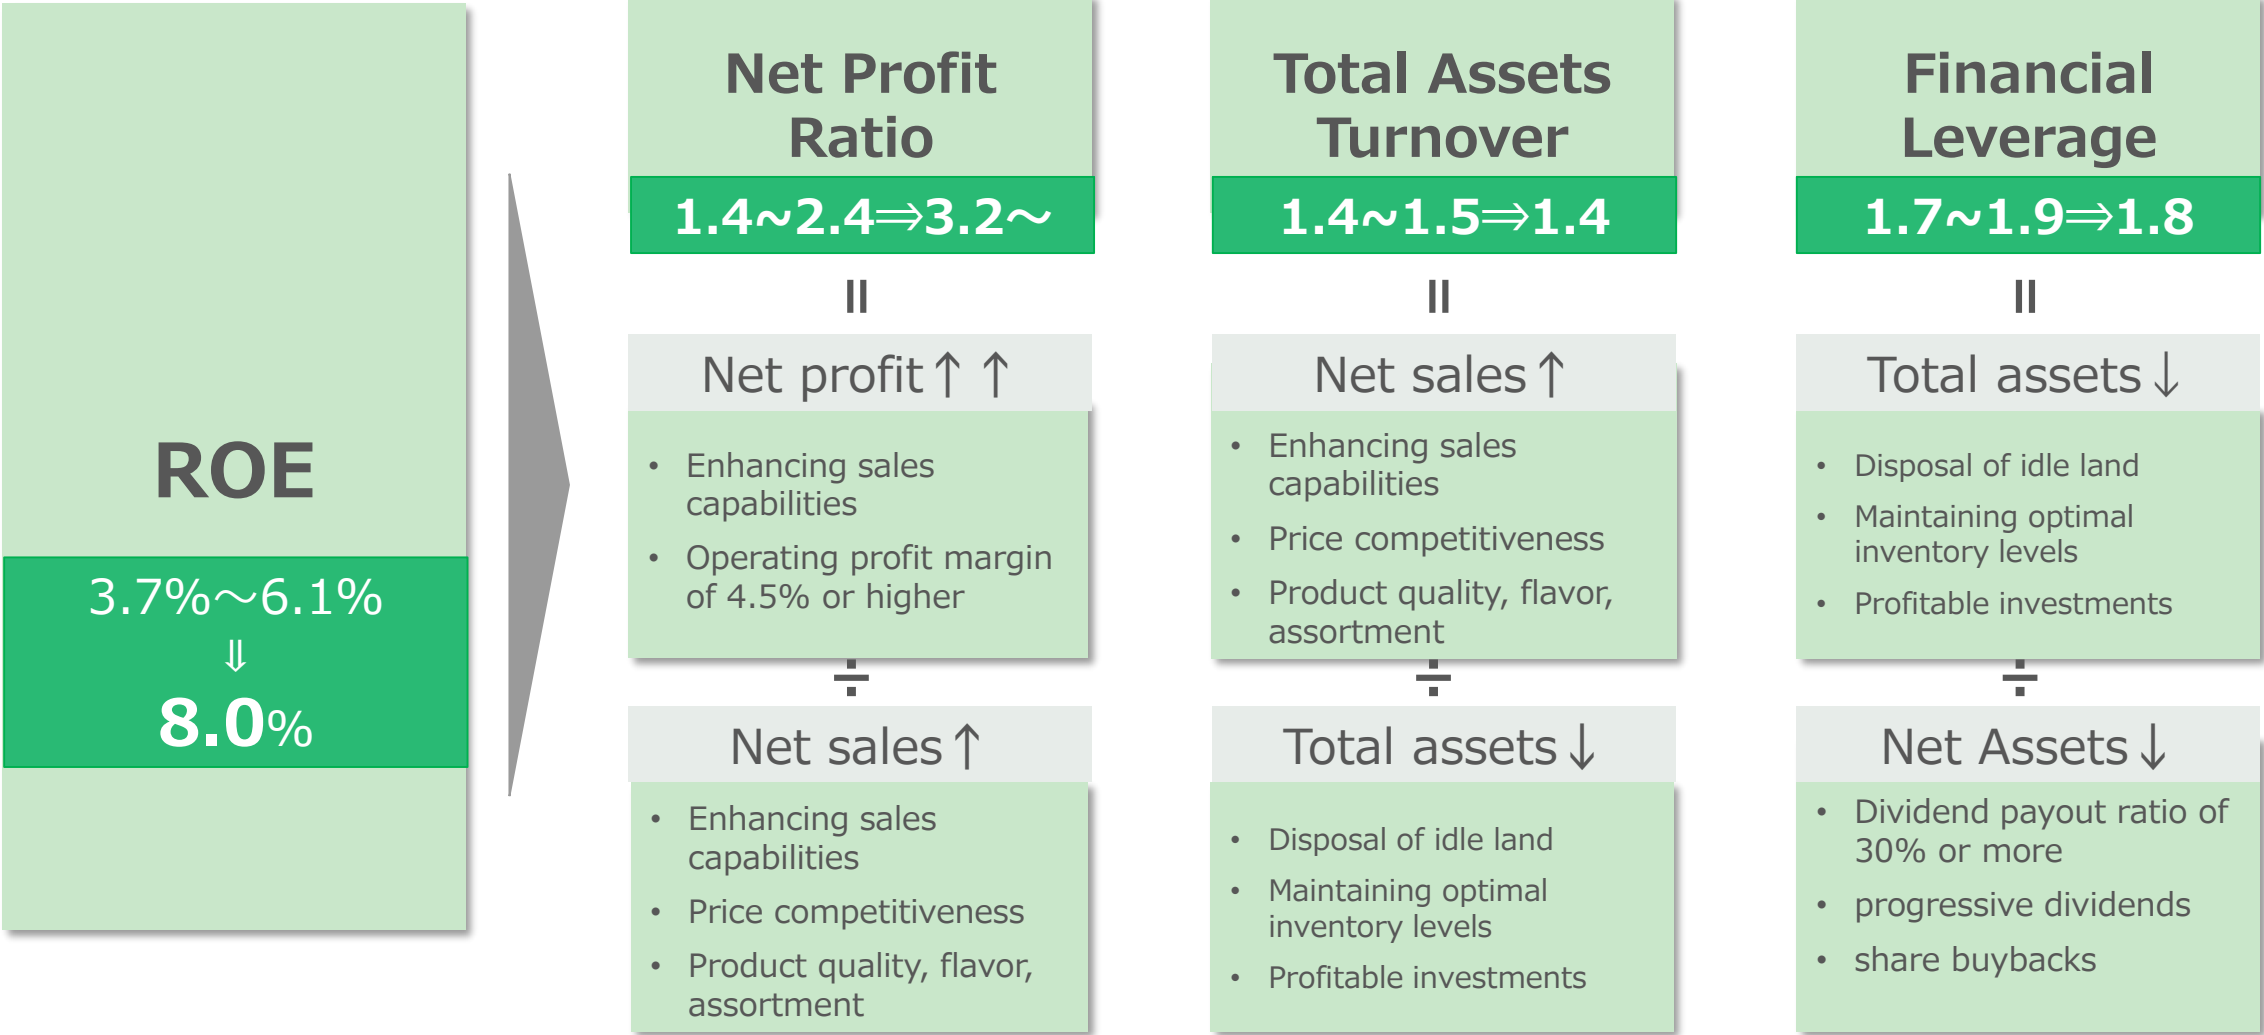 ROE
3.7%～6.1%
⇓
8.0%
Net Profit
Ratio
1.4~2.4⇒3.2～
=
Net profit↑↑
• Enhancing sales
capabilities
• Operating profit margin
of 4.5% or higher
÷
Net sales↑
• Enhancing sales
capabilities
• Price competitiveness
• Product quality, flavor,
assortment
Total Assets
Turnover
1.4~1.5⇒1.4
=
Net sales↑
• Enhancing sales
capabilities
• Price competitiveness
• Product quality, flavor,
assortment
÷
Total assets↓
• Disposal of idle land
• Maintaining optimal
inventory levels
• Profitable investments
Financial
Leverage
1.7~1.9⇒1.8
=
Total assets↓
• Disposal of idle land
• Maintaining optimal
inventory levels
• Profitable investments
÷
Net Assets↓
• Dividend payout ratio of
30% or more
• progressive dividends
• share buybacks